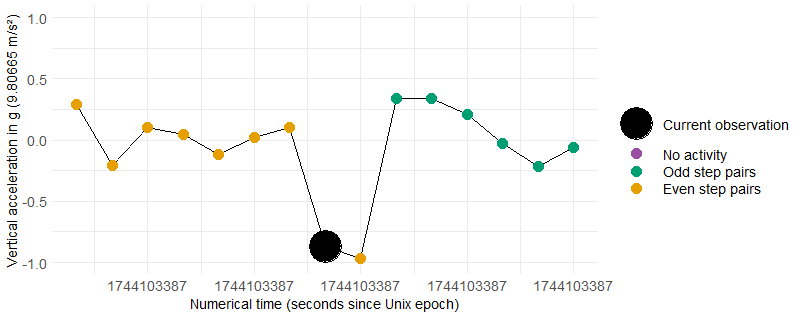 Vertical acceleration in g (9.80665 m/s²)
1.0
0.5
0.0
-0.5
-1.0
1744103387 1744103387 1744103387 1744103387 1744103387
Numerical time (seconds since Unix epoch)
Current observation
No activity
Odd step pairs
Even step pairs